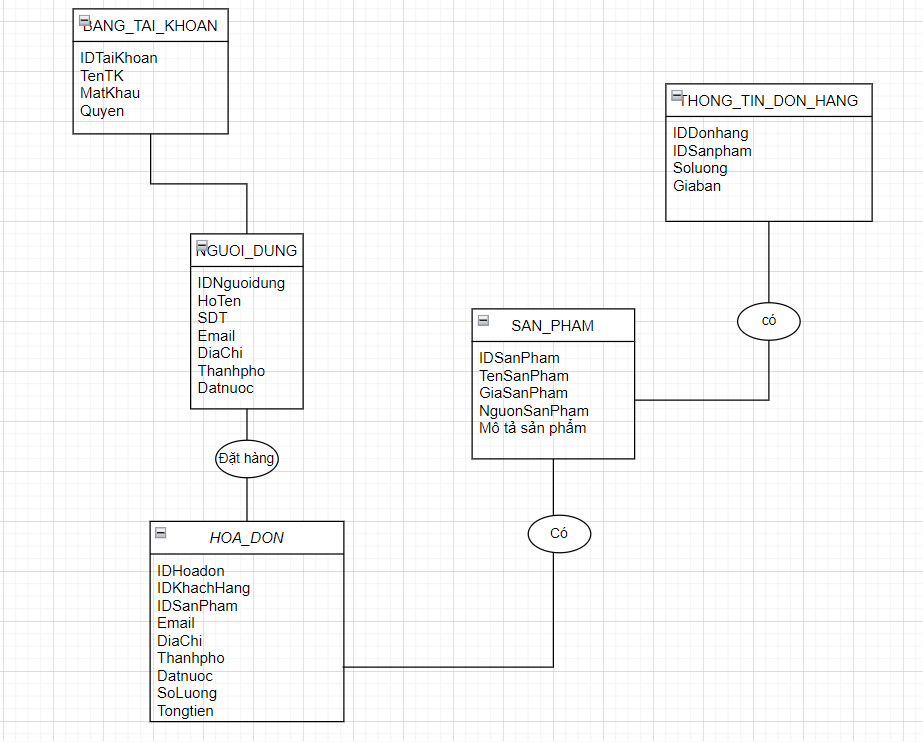 BANG_TAI_KHOAN
IDTaiKhoan
TenTK
MatKhau
Quyen
NGUOI_DUNG
IDNguoidung
HoTen
SDT
Email
DiaChi
Thanhpho
Datnuoc
Đặt hàng
HOA_DON
IDHoadon
IDKhachHang
IDSanPham
Email
DiaChi
Thanhpho
Datnuoc
SoLuong
Tongtien
SAN_PHAM
IDSanPham
TenSanPham
GiaSanPham
NguonSanPham
Mô tả sản phẩm
Có
THONG_TIN_DON_HANG
IDDonhang
IDSanpham
Soluong
Giaban
có